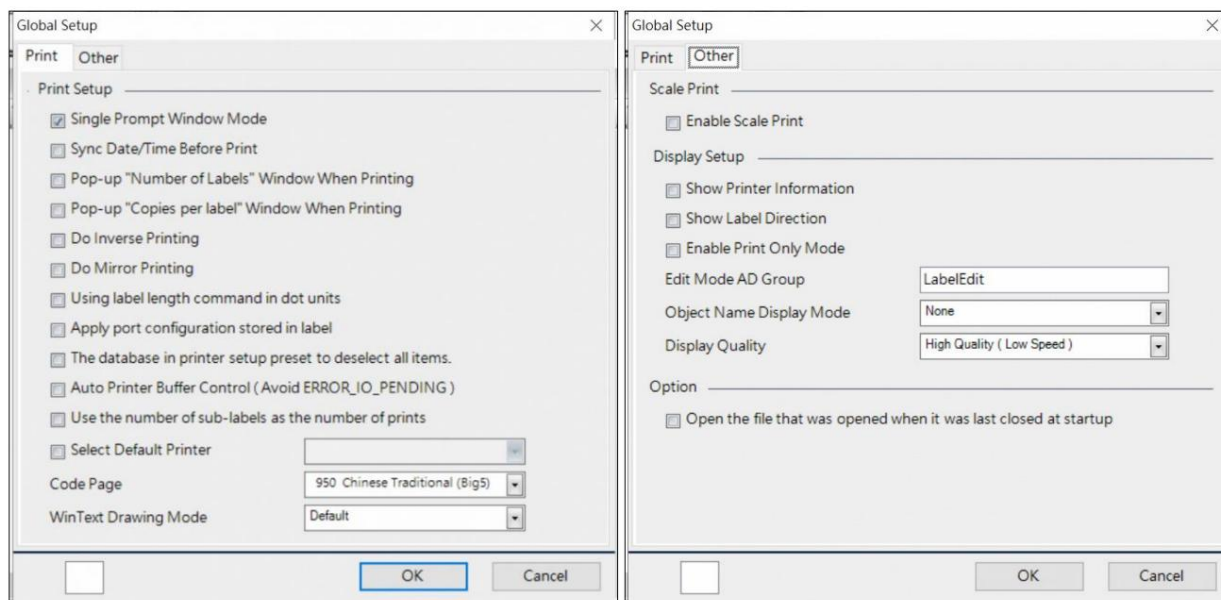 Global Setup
Print Other
Print Setup
Single Prompt Window Mode
Sync Date/Time Before Print
Pop-up "Number of Labels" Window When Printing
Pop-up "Copies per label" Window When Printing
Do Inverse Printing
Do Mirror Printing
Using label length command in dot units
Apply port configuration stored in label
The database in printer setup preset to deselect all items.
Auto Printer Buffer Control ( Avoid ERROR_IO_PENDING )
Use the number of sub-labels as the number of prints
Select Default Printer
Code Page 950 Chinese Traditional (Big5)
WinText Drawing Mode Default
OK Cancel
Global Setup
Print Other
Scale Print
Enable Scale Print
Display Setup
Show Printer Information
Show Label Direction
Enable Print Only Mode
Edit Mode AD Group LabelEdit
Object Name Display Mode None
Display Quality High Quality ( Low Speed )
Option
Open the file that was opened when it was last closed at startup
OK Cancel